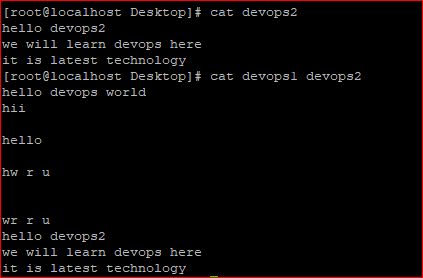 [root@localhost Desktop]# cat devops2
hello devops2
we will learn devops here
it is latest technology
[root@localhost Desktop]# cat devops1 devops2
hello devops world
hii
hello
hw r u
wr r u
hello devops2
we will learn devops here
it is latest technology